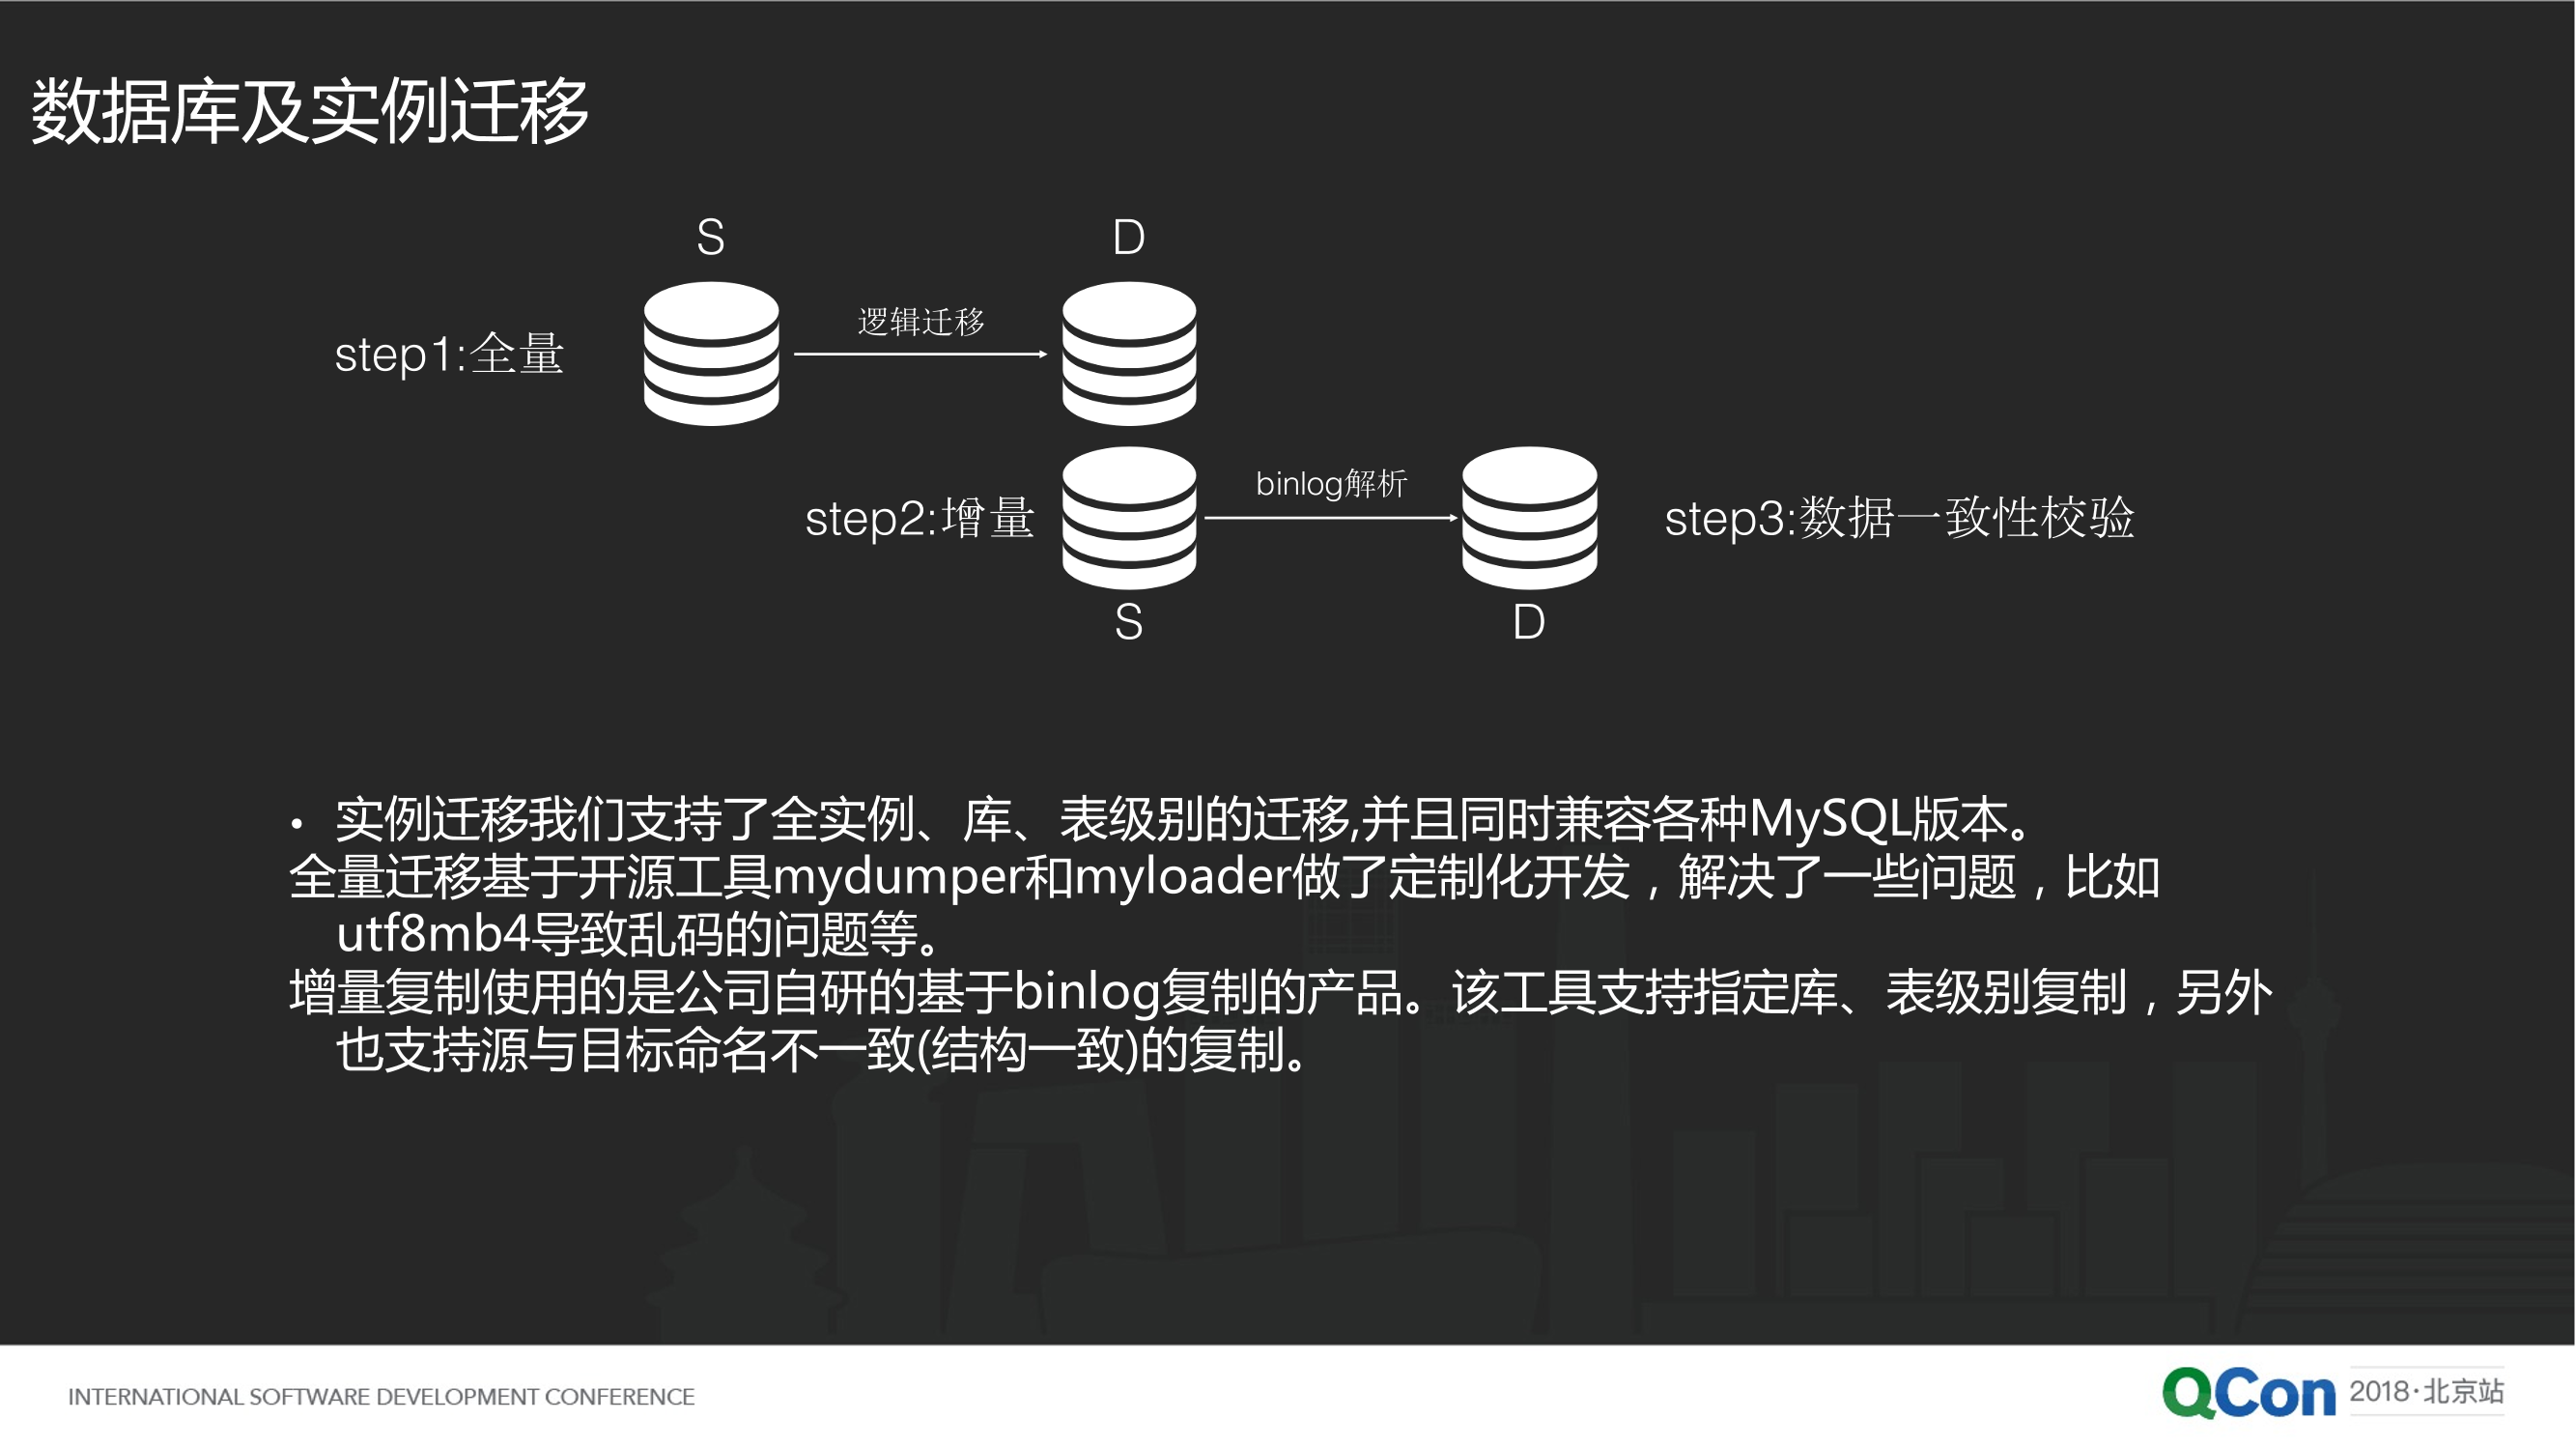 数据库及实例迁移
S
D
逻辑迁移
step1:全量
binlog解析
step2:增量
step3:数据一致性校验
S
D
• 实例迁移我们支持了全实例、库、表级别的迁移,并且同时兼容各种MySQL版本。
全量迁移基于开源工具mydumper和myloader做了定制化开发，解决了一些问题，比如
utf8mb4导致乱码的问题等。
增量复制使用的是公司自研的基于binlog复制的产品。该工具支持指定库、表级别复制，另外
也支持源与目标命名不一致(结构一致)的复制。
INTERNATIONAL SOFTWARE DEVELOPMENT CONFERENCE
QCon 2018·北京站